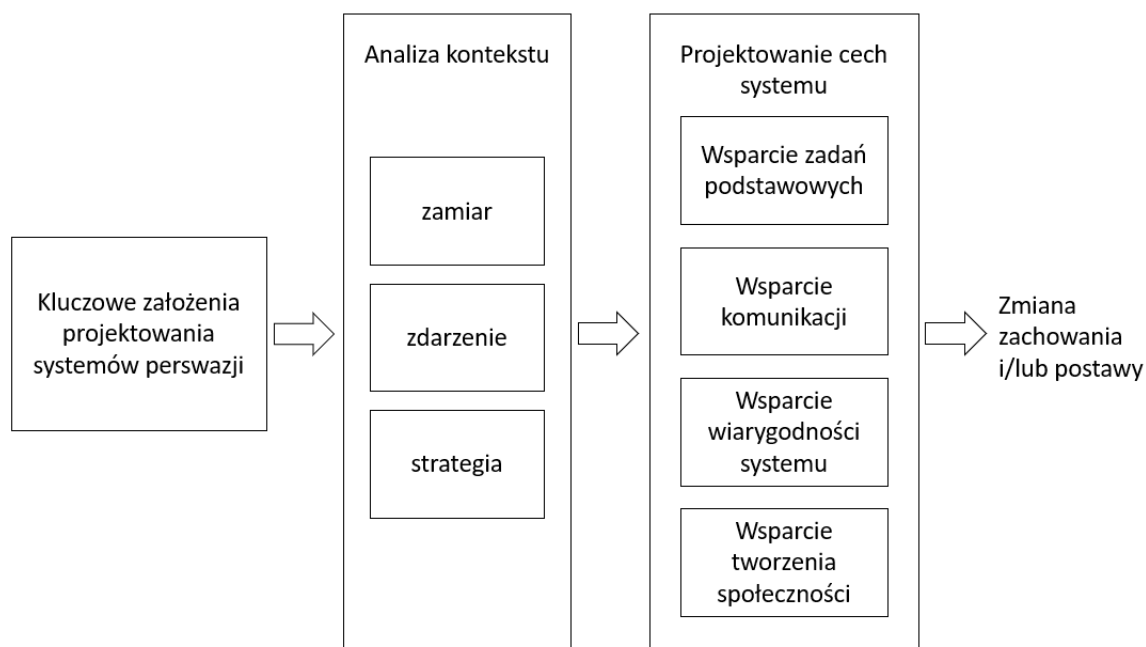 Kluczowe założenia
projektowania
systemów perswazji
Analiza kontekstu
zamiar
zdarzenie
strategia
Projektowanie cech
systemu
Wsparcie zadań
podstawowych
Wsparcie
komunikacji
Wsparcie
wiarygodności
systemu
Wsparcie
tworzenia
społeczności
Zmiana
zachowania
i/lub postawy